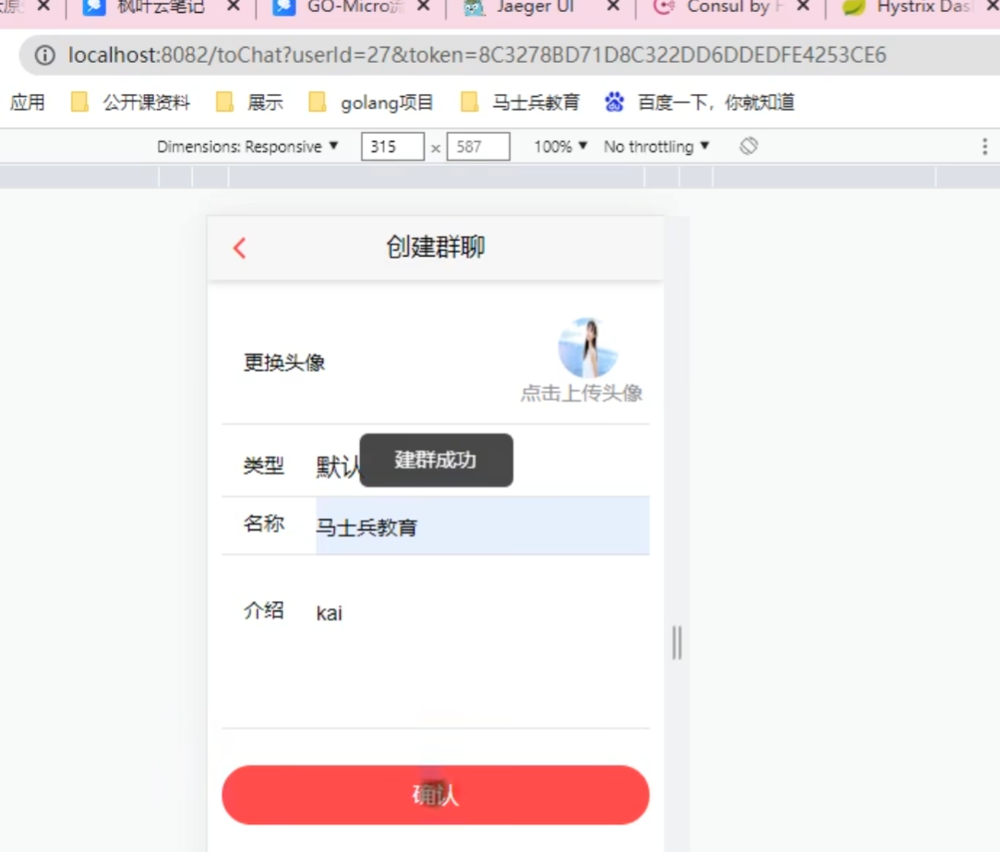 枫叶云笔记
GO-Micro
Jaeger UI
Consul by
Hystrix Das
localhost:8082/toChat?userId=27&token=8C3278BD71D8C322DD6DDEDFE4253CE6
应用 公开课资料 展示 golang项目 马士兵教育 百度一下，你就知道
Dimensions: Responsive ▼ 315 × 587 100% ▼ No throttling ▼
创建群聊
更换头像
点击上传头像
类型 默认
建群成功
名称 马士兵教育
介绍 kai
确认